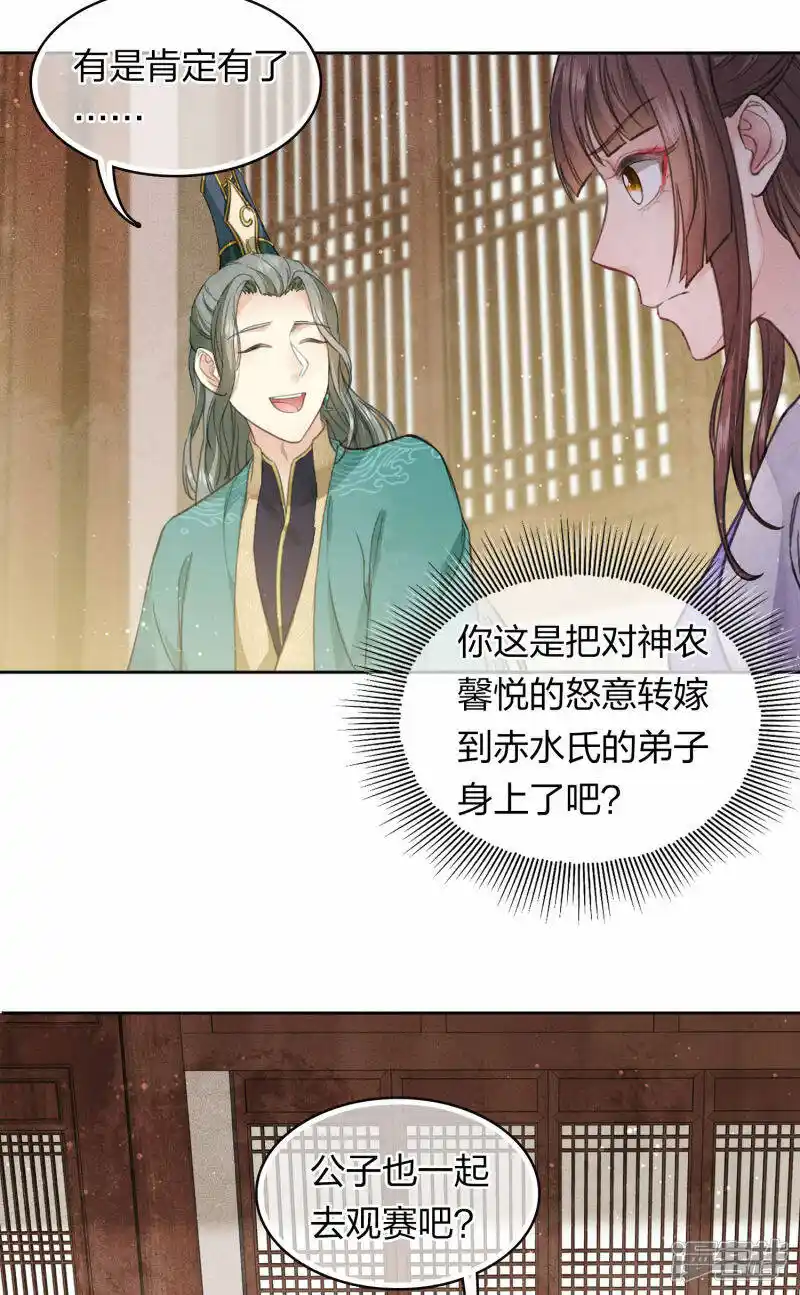 有是肯定有了
……
你这是把对神农
馨悦的怒意转嫁
到赤水氏的弟子
身上了吧？
公子也一起
去观赛吧？